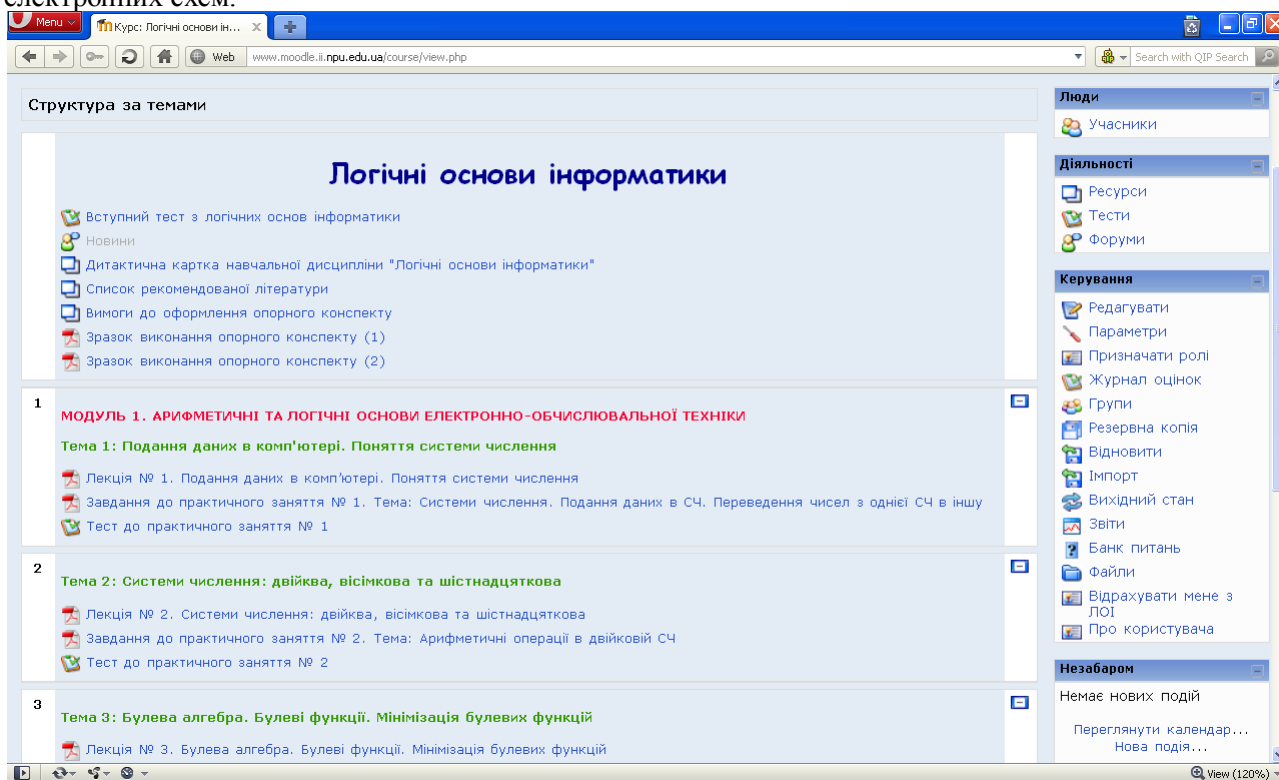 електронних схем.
Menu
Курс: Логічні основи ін...
Web www.moodle.ii.npu.edu.ua/course/view.php
Search with QIP Search
Структура за темами
Логічні основи інформатики
Вступний тест з логічних основ інформатики
Новини
Дитактична картка навчальної дисципліни "Логічні основи інформатики"
Список рекомендованої літератури
Вимоги до оформлення опорного конспекту
Зразок виконання опорного конспекту (1)
Зразок виконання опорного конспекту (2)
1
МОДУЛЬ 1. АРИФМЕТИЧНІ ТА ЛОГІЧНІ ОСНОВИ ЕЛЕКТРОННО-ОБЧИСЛЮВАЛЬНОЇ ТЕХНІКИ
Тема 1: Подання даних в комп'ютері. Поняття системи числення
Лекція № 1. Подання даних в комп’ютері. Поняття системи числення
Завдання до практичного заняття № 1. Тема: Системи числення. Подання даних в СЧ. Переведення чисел з однієї СЧ в іншу
Тест до практичного заняття № 1
2
Тема 2: Системи числення: двійква, вісімкова та шістнадцяткова
Лекція № 2. Системи числення: двійква, вісімкова та шістнадцяткова
Завдання до практичного заняття № 2. Тема: Арифметичні операції в двійковій СЧ
Тест до практичного заняття № 2
3
Тема 3: Булева алгебра. Булеві функції. Мінімізація булевих функцій
Лекція № 3. Булева алгебра. Булеві функції. Мінімізація булевих функцій
Люди
Учасники
Діяльності
Ресурси
Тести
Форуми
Керування
Редагувати
Параметри
Призначати ролі
Журнал оцінок
Групи
Резервна копія
Відновити
Імпорт
Вихідний стан
Звіти
Банк питань
Файли
Відрахувати мене з
ЛОІ
Про користувача
Незабаром
Немає нових подій
Переглянути календар...
Нова подія...
View (120%)